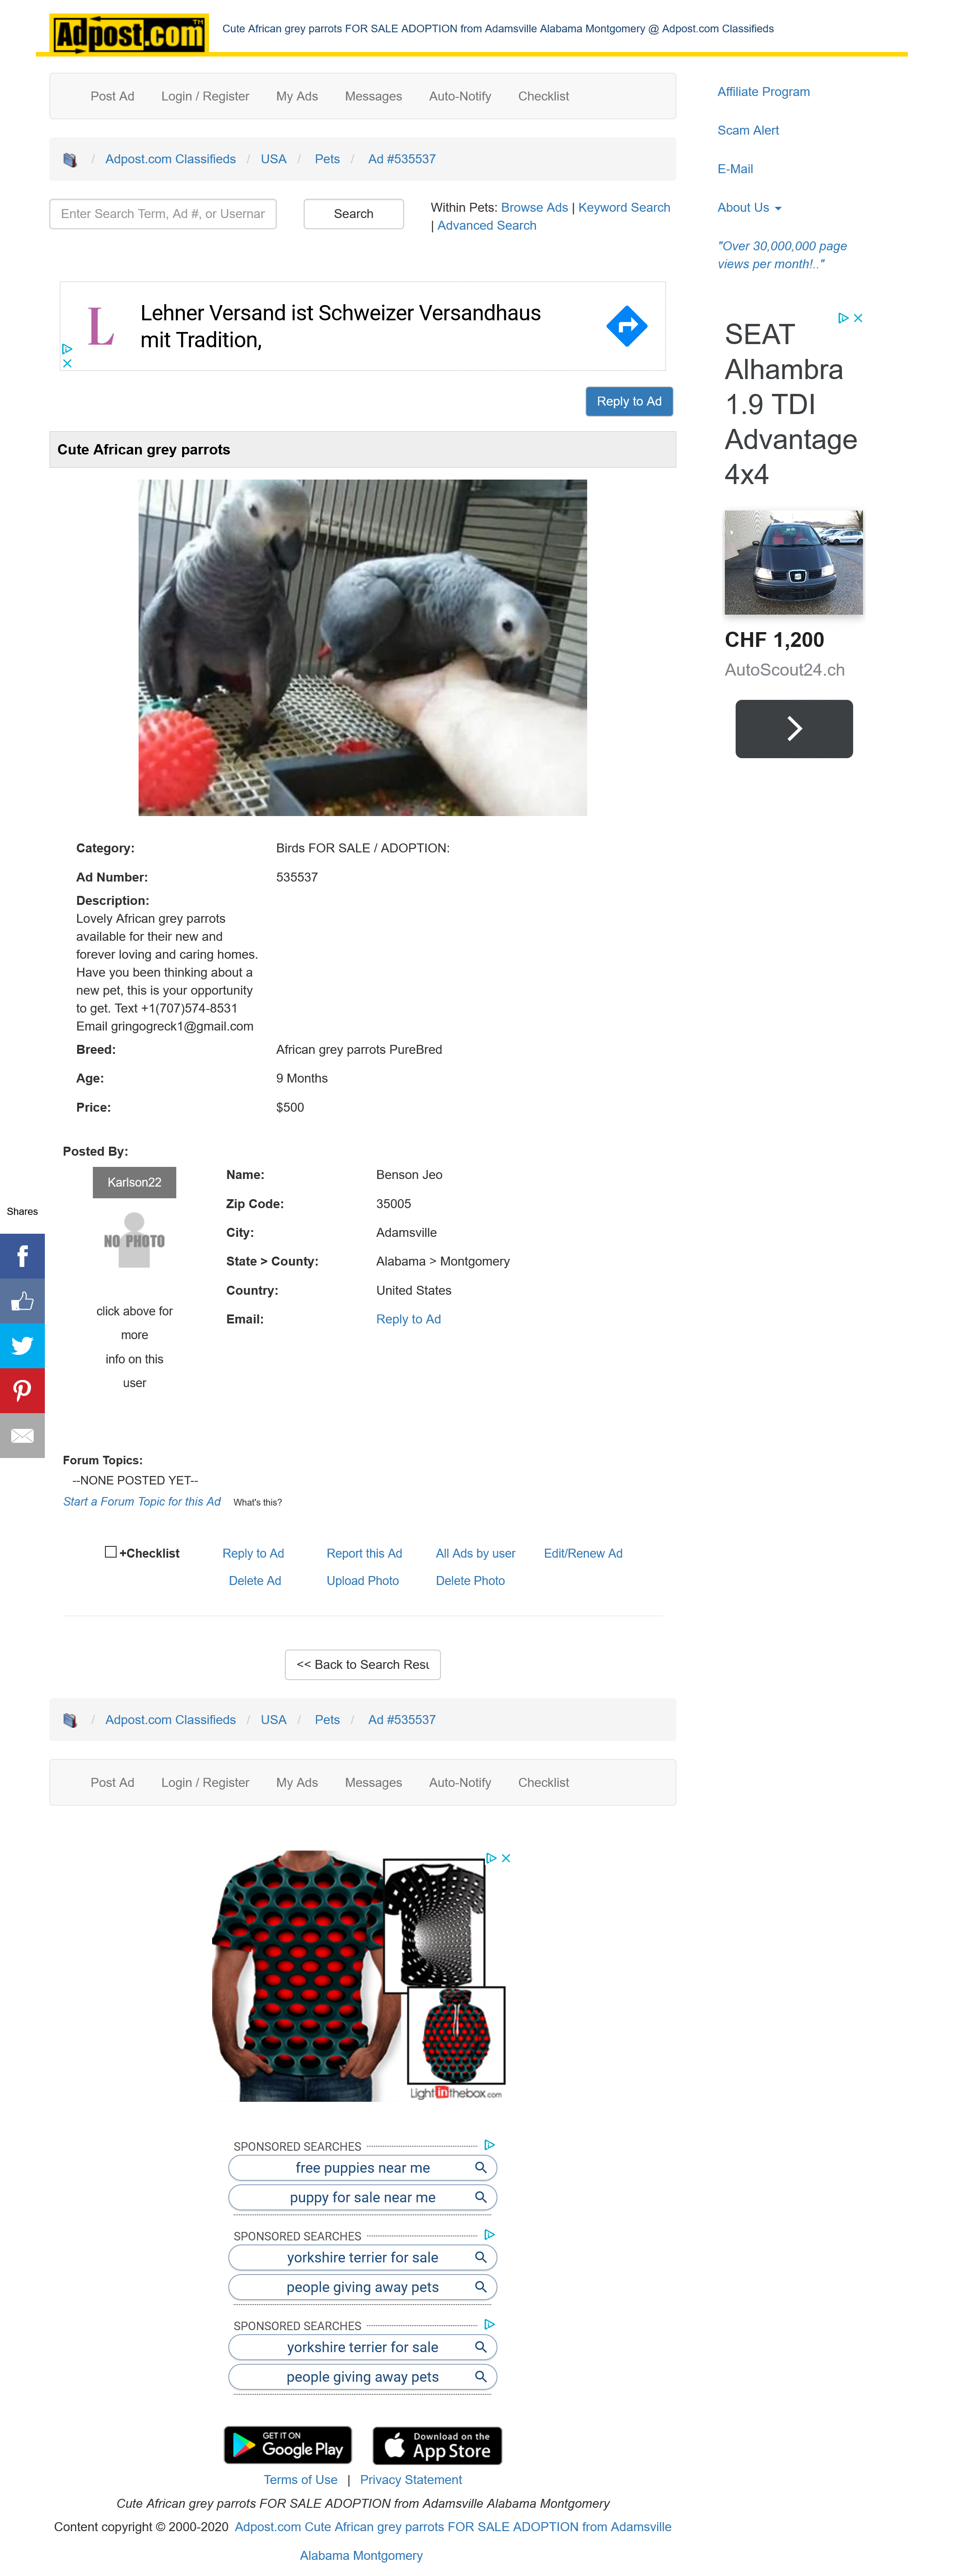 Adpost.com TM
Cute African grey parrots FOR SALE ADOPTION from Adamsville Alabama Montgomery @ Adpost.com Classifieds
Post Ad Login / Register My Ads Messages Auto-Notify Checklist
/ Adpost.com Classifieds / USA / Pets / Ad #535537
Enter Search Term, Ad #, or Usernar
Search
Within Pets: Browse Ads | Keyword Search
| Advanced Search
Affiliate Program
Scam Alert
E-Mail
About Us
"Over 30,000,000 page
views per month!.."
L
Lehner Versand ist Schweizer Versandhaus
mit Tradition,
SEAT
Alhambra
1.9 TDI
Advantage
4x4
CHF 1,200
AutoScout24.ch
Reply to Ad
Cute African grey parrots
Category: Birds FOR SALE / ADOPTION:
Ad Number: 535537
Description:
Lovely African grey parrots
available for their new and
forever loving and caring homes.
Have you been thinking about a
new pet, this is your opportunity
to get. Text +1(707)574-8531
Email gringogreck1@gmail.com
Breed: African grey parrots PureBred
Age: 9 Months
Price: $500
Posted By:
Karlson22
NO PHOTO
click above for
more
info on this
user
Name: Benson Jeo
Zip Code: 35005
City: Adamsville
State > County: Alabama > Montgomery
Country: United States
Email: Reply to Ad
Shares
Forum Topics:
--NONE POSTED YET--
Start a Forum Topic for this Ad What's this?
+Checklist Reply to Ad Report this Ad All Ads by user Edit/Renew Ad
Delete Ad Upload Photo Delete Photo
<< Back to Search Resu
/ Adpost.com Classifieds / USA / Pets / Ad #535537
Post Ad Login / Register My Ads Messages Auto-Notify Checklist
Lightinthebox.com
SPONSORED SEARCHES
free puppies near me
puppy for sale near me
SPONSORED SEARCHES
yorkshire terrier for sale
people giving away pets
SPONSORED SEARCHES
yorkshire terrier for sale
people giving away pets
GET IT ON
Google Play
Download on the
App Store
Terms of Use | Privacy Statement
Cute African grey parrots FOR SALE ADOPTION from Adamsville Alabama Montgomery
Content copyright © 2000-2020 Adpost.com Cute African grey parrots FOR SALE ADOPTION from Adamsville
Alabama Montgomery